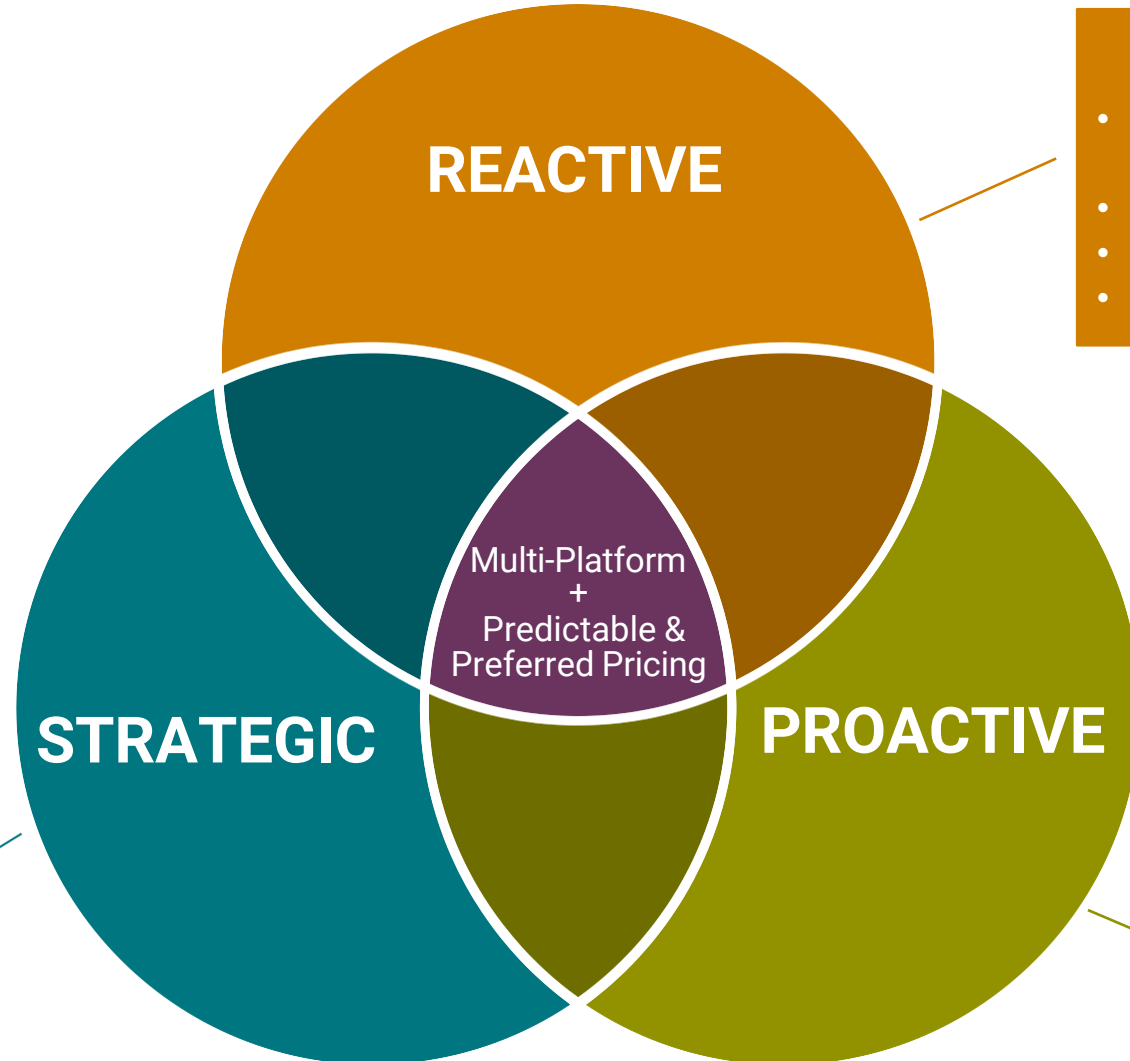 REACTIVE
Multi-Platform
+
Predictable &
Preferred Pricing
STRATEGIC
PROACTIVE